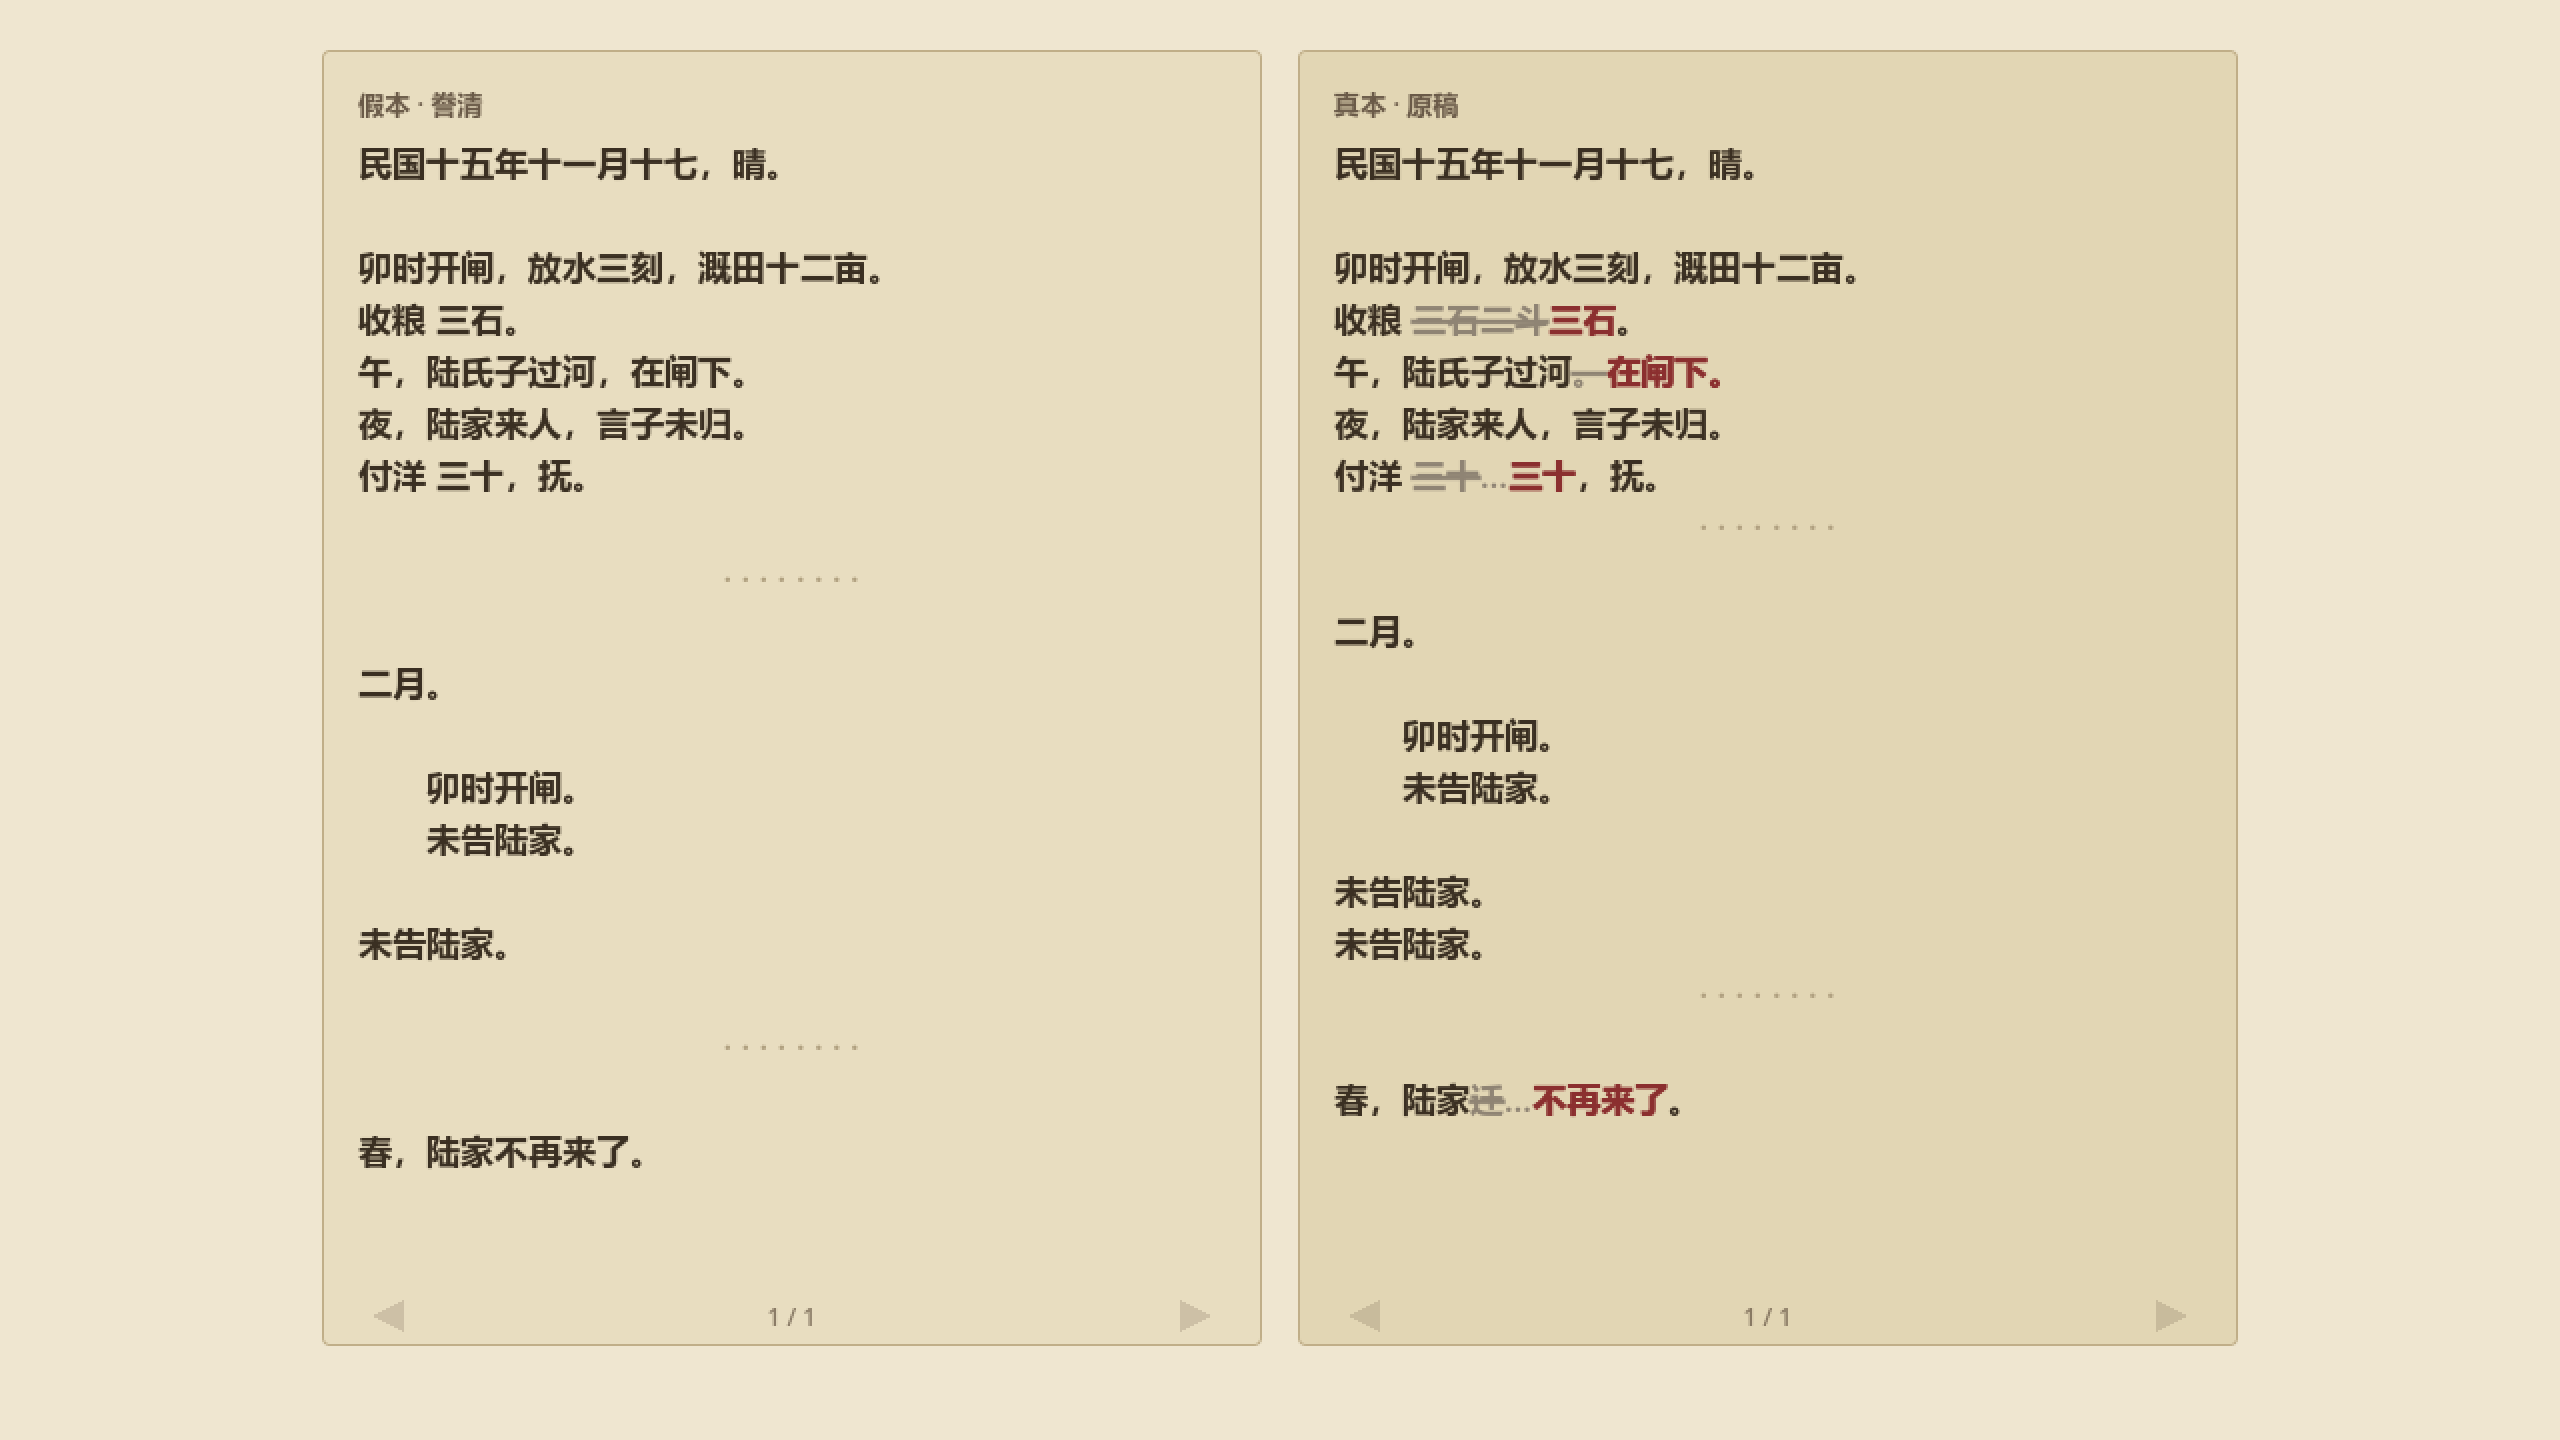 假本 · 誊清
民国十五年十一月十七，晴。
卯时开闸，放水三刻，溉田十二亩。
收粮 三石。
午，陆氏子过河，在闸下。
夜，陆家来人，言子未归。
付洋 三十，抚。
· · · · · · · ·
二月。
卯时开闸。
未告陆家。
未告陆家。
· · · · · · · ·
春，陆家不再来了。
1 / 1
真本 · 原稿
民国十五年十一月十七，晴。
卯时开闸，放水三刻，溉田十二亩。
收粮 三石二斗三石。
午，陆氏子过河。在闸下。
夜，陆家来人，言子未归。
付洋 三十…三十，抚。
· · · · · · · ·
二月。
卯时开闸。
未告陆家。
未告陆家。
未告陆家。
· · · · · · · ·
春，陆家迁…不再来了。
1 / 1